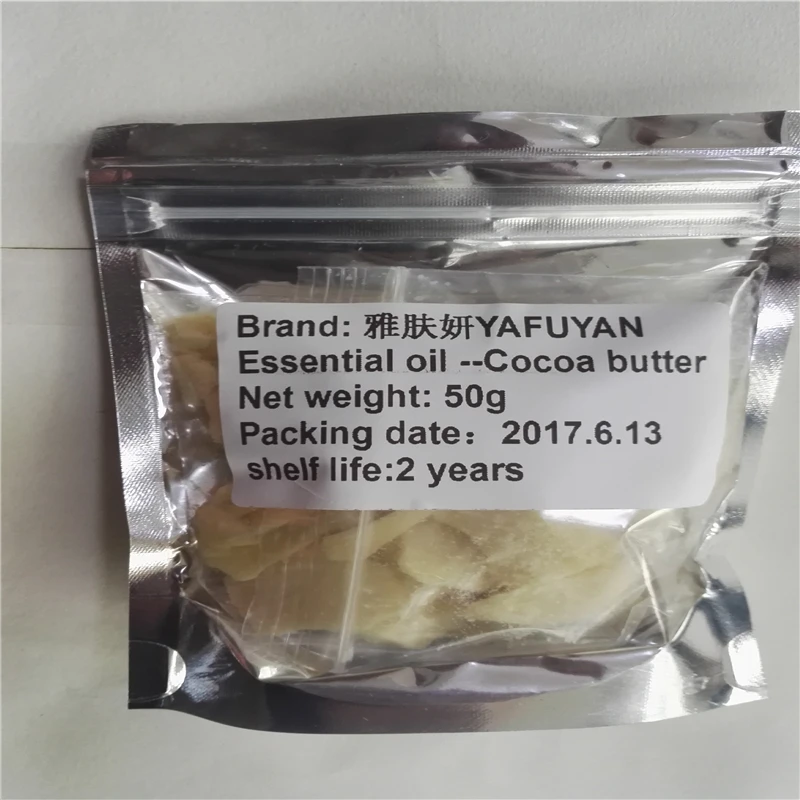 Brand: 雅肤妍YAFUYAN
Essential oil --Cocoa butter
Net weight: 50g
Packing date：2017.6.13
shelf life:2 years